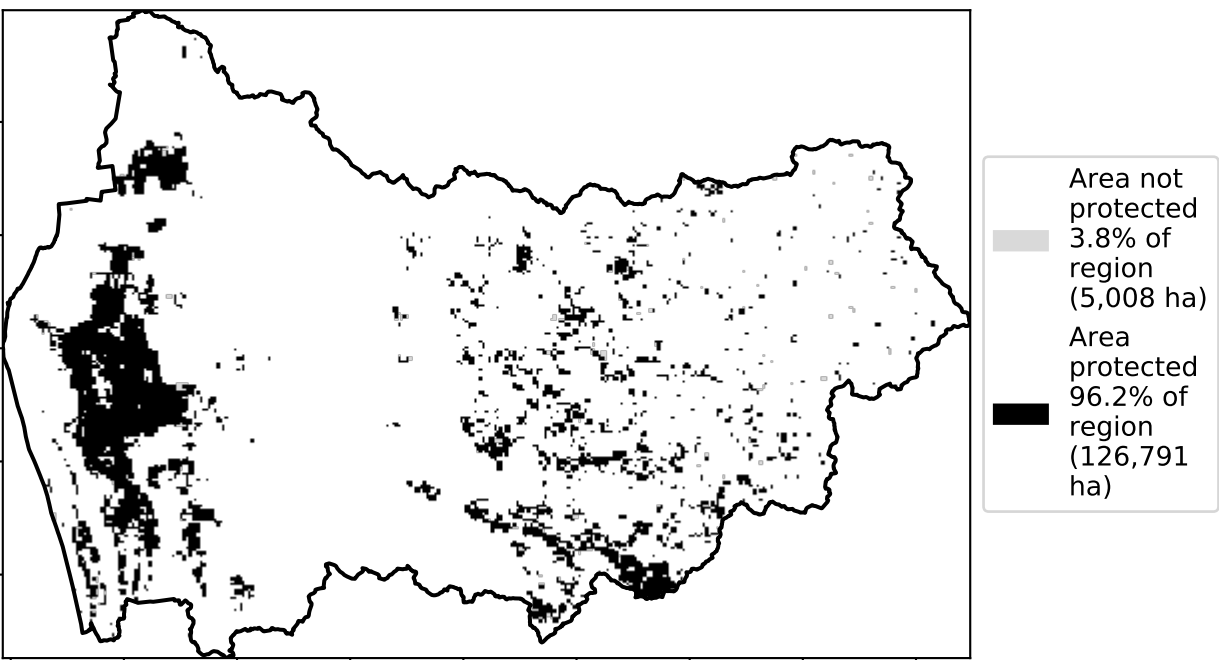 Area not
protected
3.8% of
region
(5,008 ha)
Area
protected
96.2% of
region
(126,791
ha)